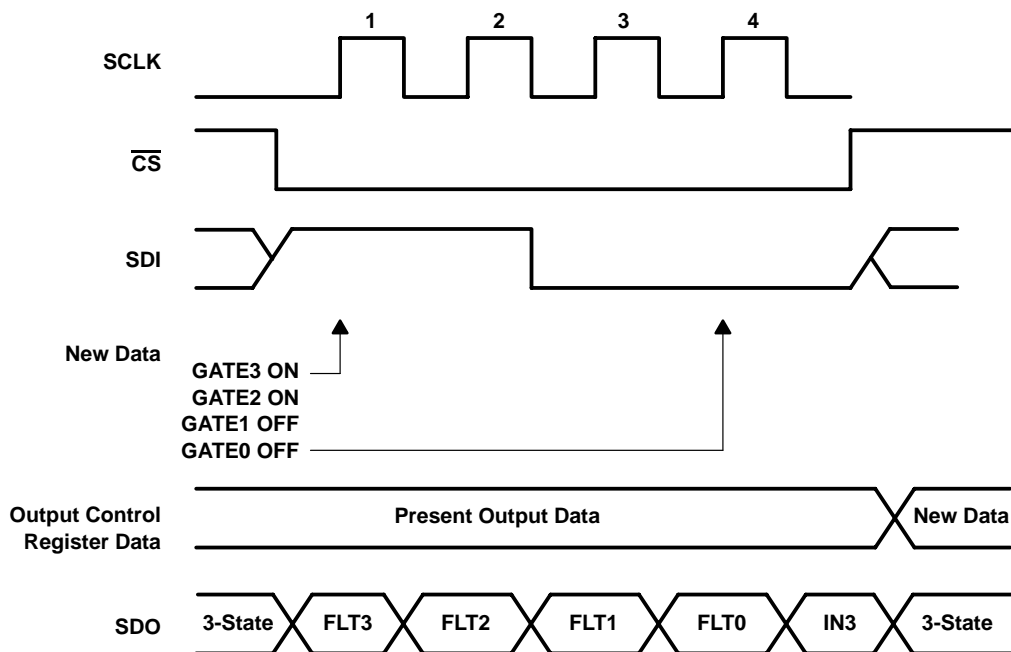 1 2 3 4
SCLK
CS
SDI
New Data
GATE3 ON
GATE2 ON
GATE1 OFF
GATE0 OFF
Output Control
Register Data
Present Output Data
New Data
SDO
3-State
FLT3
FLT2
FLT1
FLT0
IN3
3-State